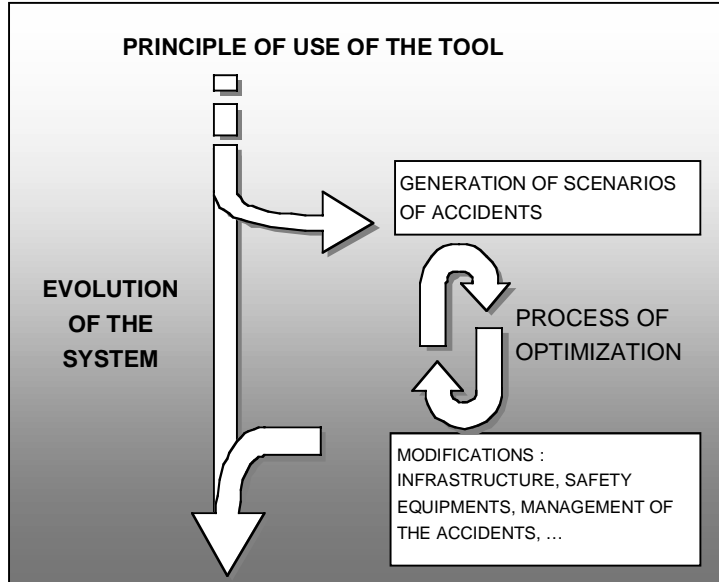 PRINCIPLE OF USE OF THE TOOL
GENERATION OF SCENARIOS
OF ACCIDENTS
EVOLUTION
OF THE
SYSTEM
PROCESS OF
OPTIMIZATION
MODIFICATIONS :
INFRASTRUCTURE, SAFETY
EQUIPMENTS, MANAGEMENT OF
THE ACCIDENTS, …